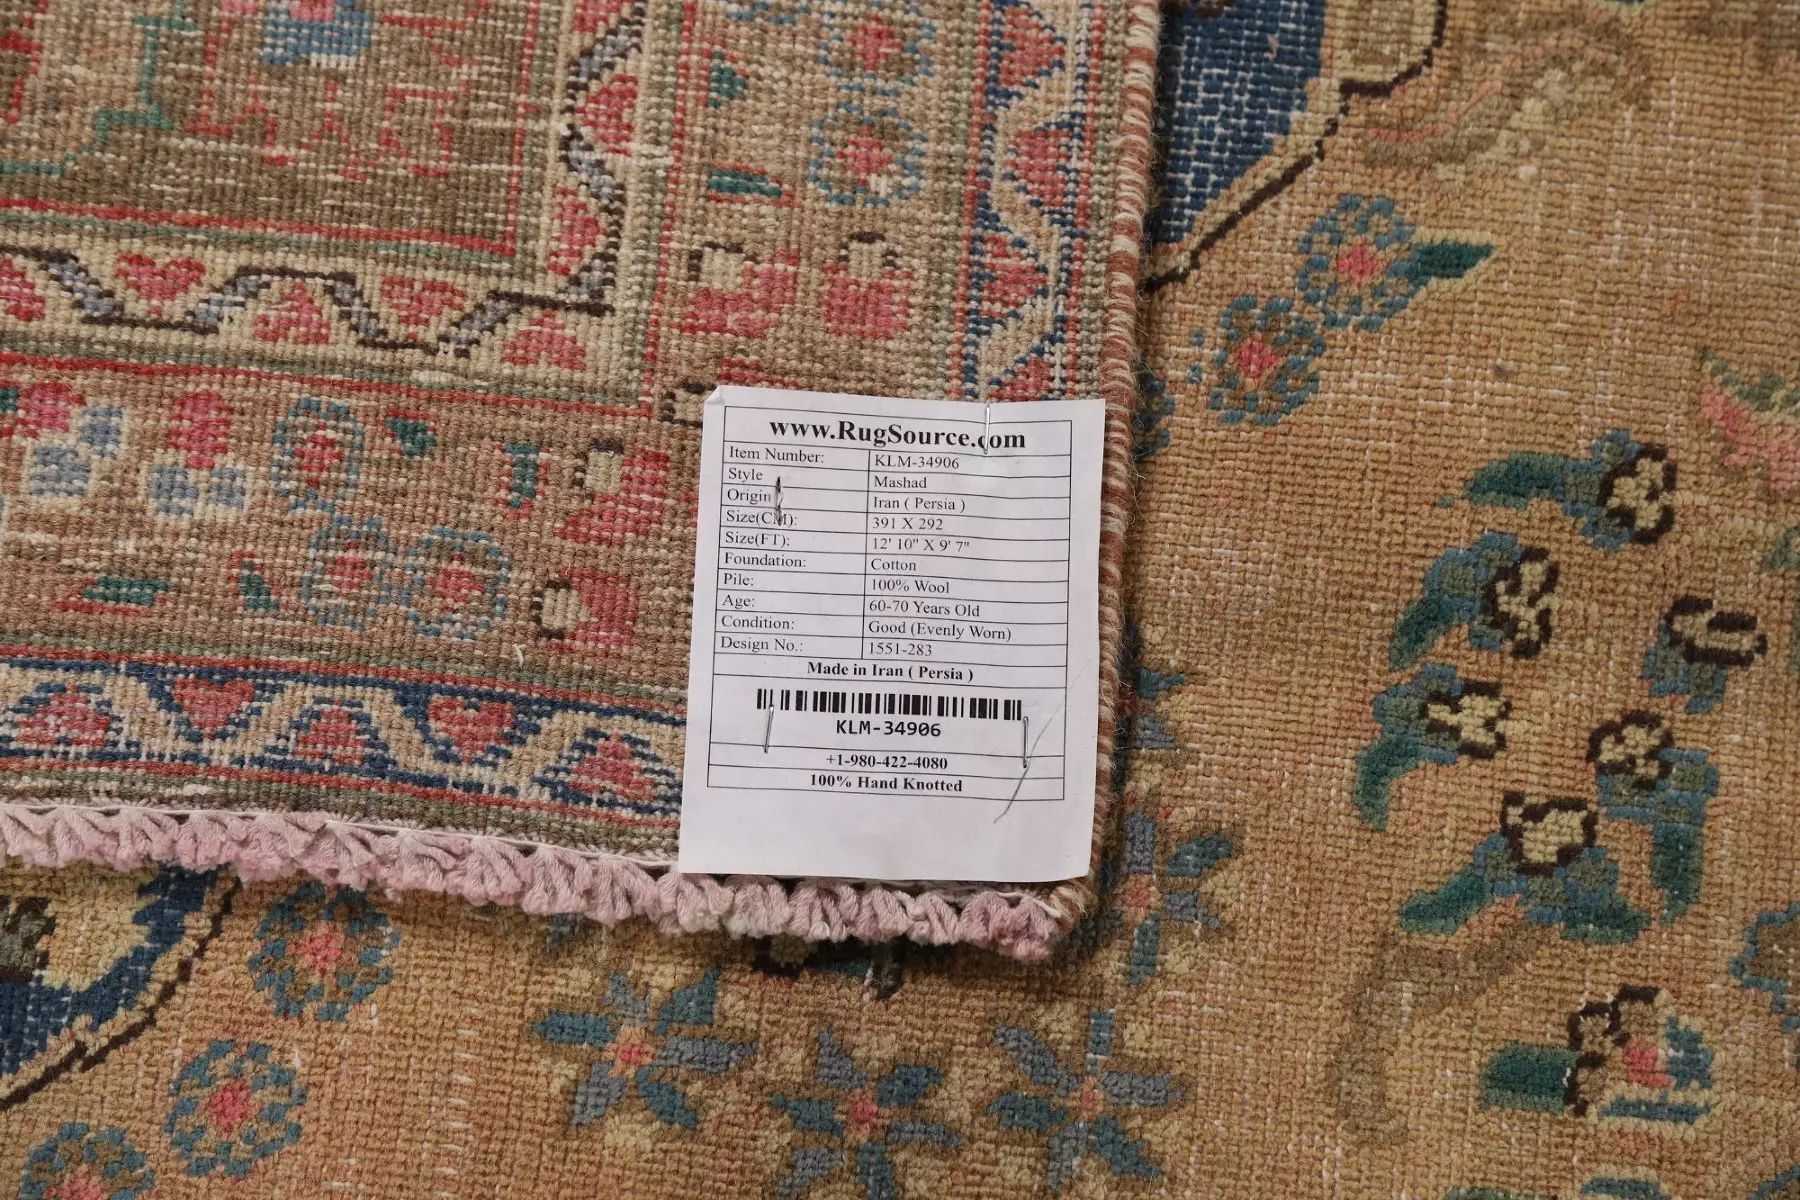 www.RugSource.com
Item Number: KLM-34906
Style Mashad
Origin Iran ( Persia )
Size(CM): 391 X 292
Size(FT): 12' 10" X 9' 7"
Foundation: Cotton
Pile: 100% Wool
Age: 60-70 Years Old
Condition: Good (Evenly Worn)
Design No.: 1551-283
Made in Iran ( Persia )
KLM-34906
+1-980-422-4080
100% Hand Knotted